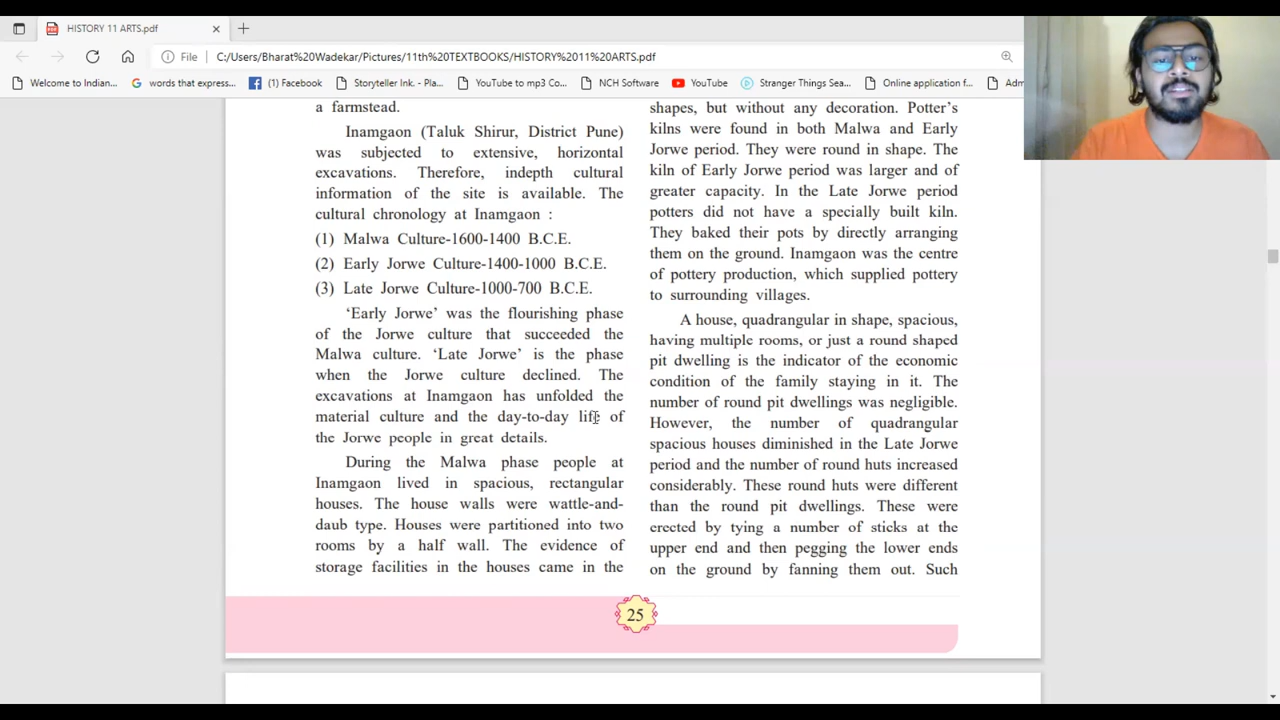 HISTORY 11 ARTS.pdf
File C:/Users/Bharat%20Wadekar/Pictures/11th%20TEXTBOOKS/HISTORY%2011%20ARTS.pdf
Welcome to Indian... words that express... (1) Facebook Storyteller Ink. - Pla... YouTube to mp3 Co... NCH Software YouTube Stranger Things Sea... Online application f... Adm
a farmstead.
Inamgaon (Taluk Shirur, District Pune)
was subjected to extensive, horizontal
excavations. Therefore, indepth cultural
information of the site is available. The
cultural chronology at Inamgaon :
(1) Malwa Culture-1600-1400 B.C.E.
(2) Early Jorwe Culture-1400-1000 B.C.E.
(3) Late Jorwe Culture-1000-700 B.C.E.
‘Early Jorwe’ was the flourishing phase
of the Jorwe culture that succeeded the
Malwa culture. ‘Late Jorwe’ is the phase
when the Jorwe culture declined. The
excavations at Inamgaon has unfolded the
material culture and the day-to-day life of
the Jorwe people in great details.
During the Malwa phase people at
Inamgaon lived in spacious, rectangular
houses. The house walls were wattle-and-
daub type. Houses were partitioned into two
rooms by a half wall. The evidence of
storage facilities in the houses came in the
shapes, but without any decoration. Potter’s
kilns were found in both Malwa and Early
Jorwe period. They were round in shape. The
kiln of Early Jorwe period was larger and of
greater capacity. In the Late Jorwe period
potters did not have a specially built kiln.
They baked their pots by directly arranging
them on the ground. Inamgaon was the centre
of pottery production, which supplied pottery
to surrounding villages.
A house, quadrangular in shape, spacious,
having multiple rooms, or just a round shaped
pit dwelling is the indicator of the economic
condition of the family staying in it. The
number of round pit dwellings was negligible.
However, the number of quadrangular
spacious houses diminished in the Late Jorwe
period and the number of round huts increased
considerably. These round huts were different
than the round pit dwellings. These were
erected by tying a number of sticks at the
upper end and then pegging the lower ends
on the ground by fanning them out. Such
25